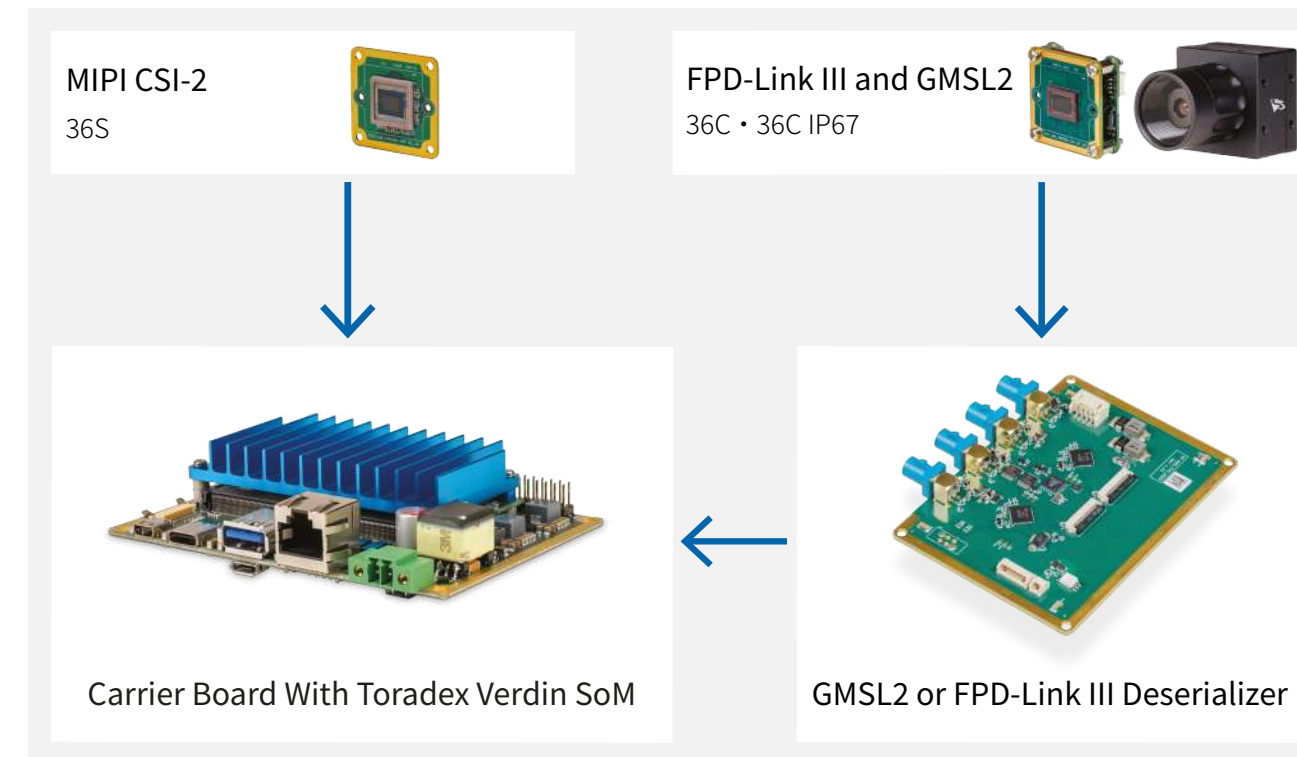 MIPI CSI-2
36S
FPD-Link III and GMSL2
36C • 36C IP67
3M
Carrier Board With Toradex Verdin SoM
GMSL2 or FPD-Link III Deserializer